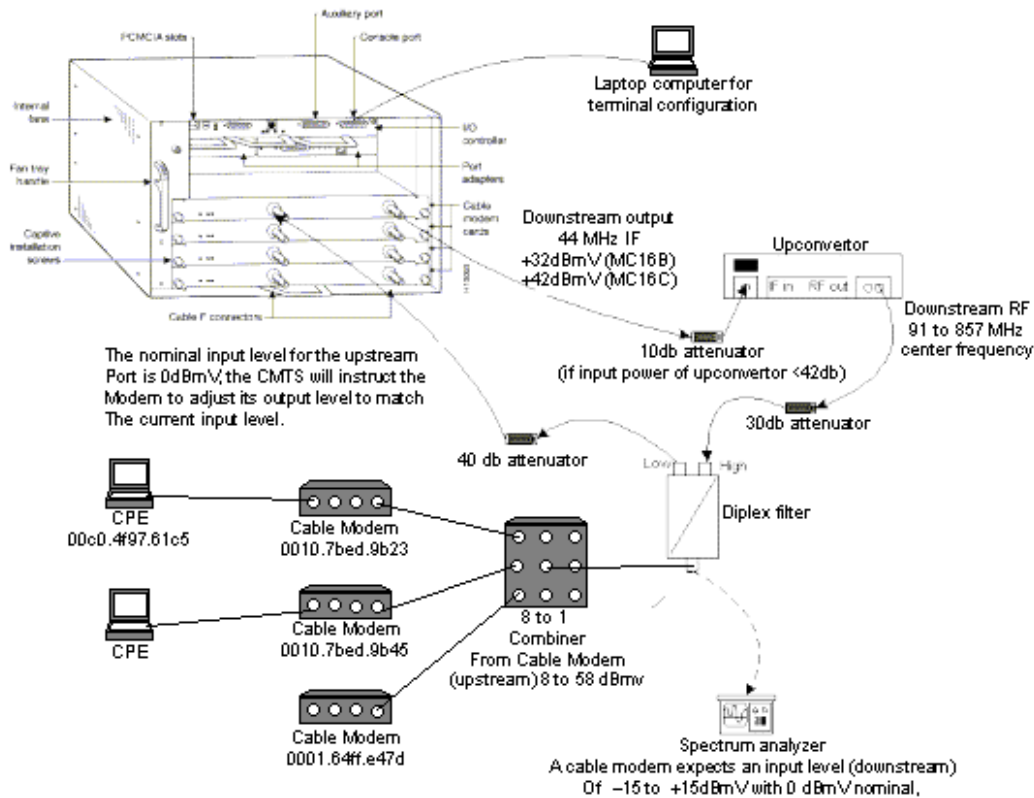 Auxiliary port
PCMCIA slots
Console port
Laptop computer for
terminal configuration
Internal
fans
I/O
controller
Fan tray
handle
Port
adapters
Cable
modem
cards
Captive
installation
screws
Cable F connectors
Downstream output
44 MHz IF
+32dBmV (MC16B)
+42dBmV (MC16C)
Upconvertor
IF in RF out
Downstream RF
91 to 857 MHz
center frequency
10db attenuator
(if input power of upconvertor <42db)
30db attenuator
The nominal input level for the upstream
Port is 0dBmV, the CMTS will instruct the
Modem to adjust its output level to match
The current input level.
40 db attenuator
Low
High
Diplex filter
CPE
00c0.4f97.61c5
Cable Modem
0010.7bed.9b23
CPE
Cable Modem
0010.7bed.9b45
8 to 1
Combiner
From Cable Modem
(upstream) 8 to 58 dBmv
Cable Modem
0001.64ff.e47d
Spectrum analyzer
A cable modem expects an input level (downstream)
Of –15 to +15dBmV with 0 dBmV nominal,